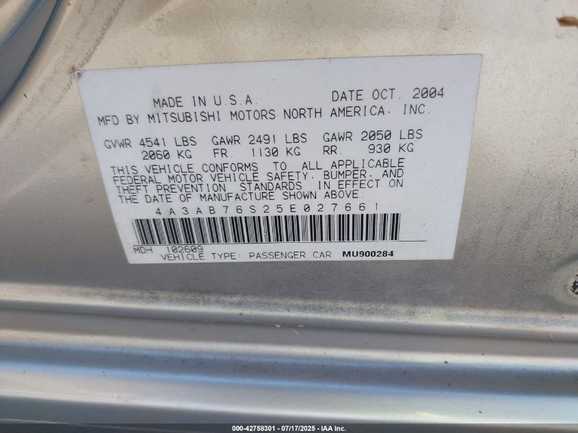 MADE IN U.S.A. DATE OCT. 2004
MFD BY MITSUBISHI MOTORS NORTH AMERICA, INC.
GVWR 4541 LBS GAWR 2491 LBS GAWR 2050 LBS
2060 KG FR 1130 KG RR. 930 KG
THIS VEHICLE CONFORMS TO ALL APPLICABLE
FEDERAL MOTOR VEHICLE SAFETY, BUMPER, AND
THEFT PREVENTION STANDARDS IN EFFECT ON
THE DATE OF MANUFACTURE SHOWN ABOVE
4A3AB76S25E027661
MDH 102609
VEHICLE TYPE: PASSENGER CAR MU900284
000-42758301 - 07/17/2025 - IAA Inc.